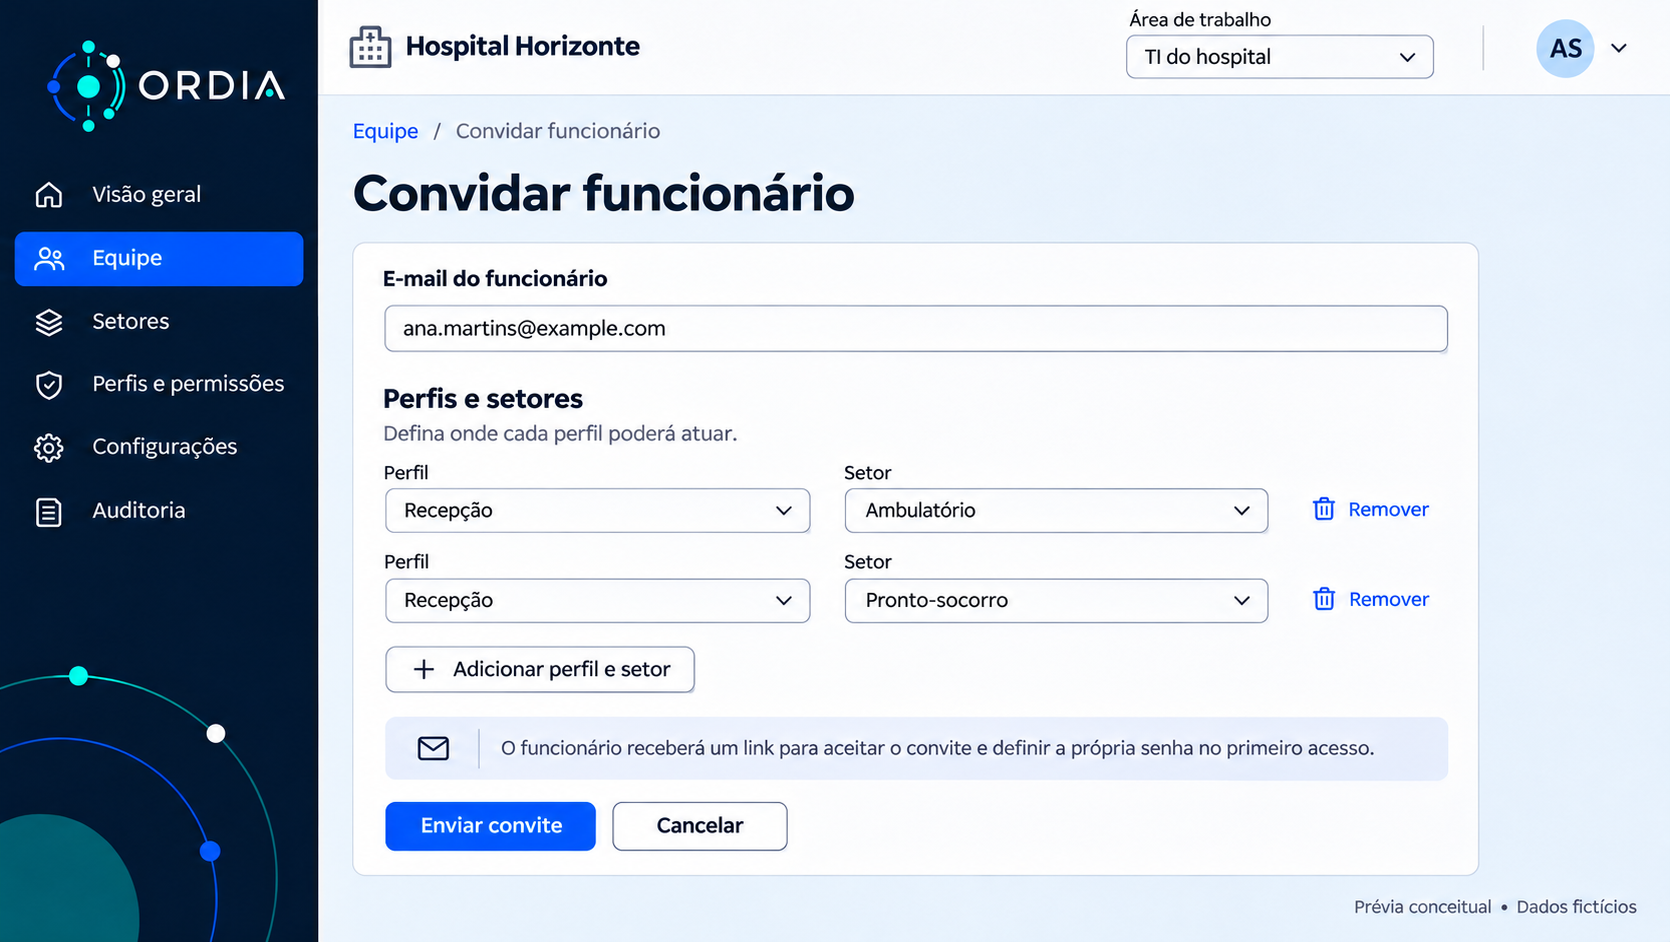 ORDIA
Visão geral
Equipe
Setores
Perfis e permissões
Configurações
Auditoria
Hospital Horizonte
Área de trabalho
TI do hospital
AS
Equipe / Convidar funcionário
Convidar funcionário
E-mail do funcionário
ana.martins@example.com
Perfis e setores
Defina onde cada perfil poderá atuar.
Perfil Setor
Recepção Ambulatório Remover
Perfil Setor
Recepção Pronto-socorro Remover
+ Adicionar perfil e setor
O funcionário receberá um link para aceitar o convite e definir a própria senha no primeiro acesso.
Enviar convite Cancelar
Prévia conceitual • Dados fictícios